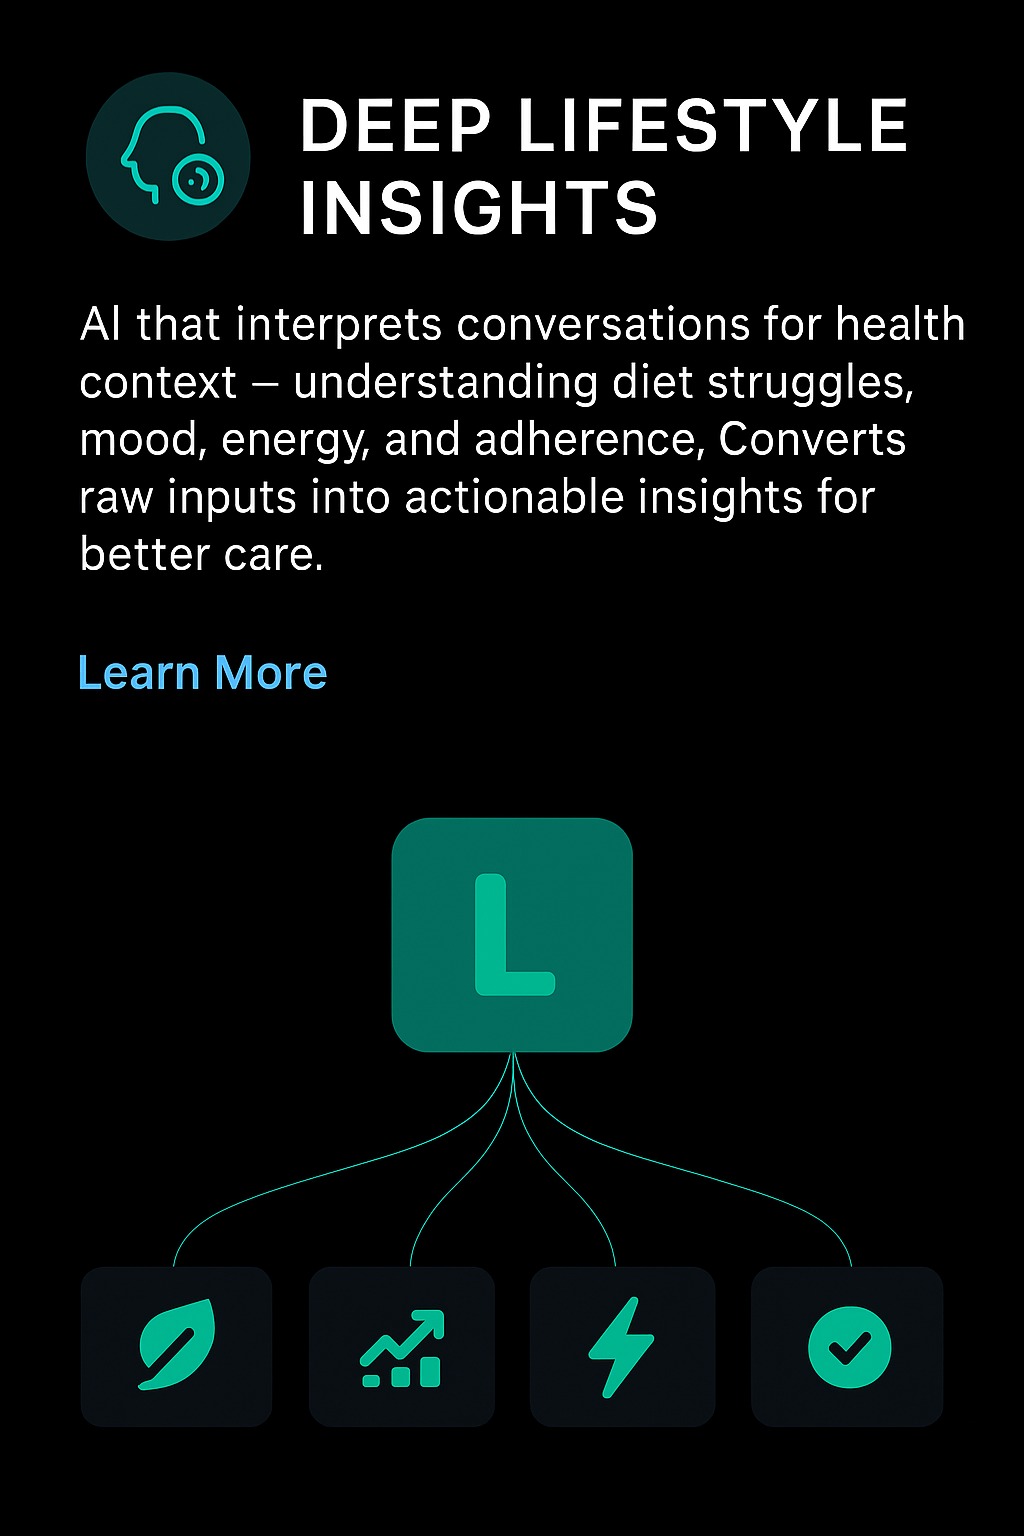 DEEP LIFESTYLE
INSIGHTS
AI that interprets conversations for health
context – understanding diet struggles,
mood, energy, and adherence, Converts
raw inputs into actionable insights for
better care.
Learn More
L